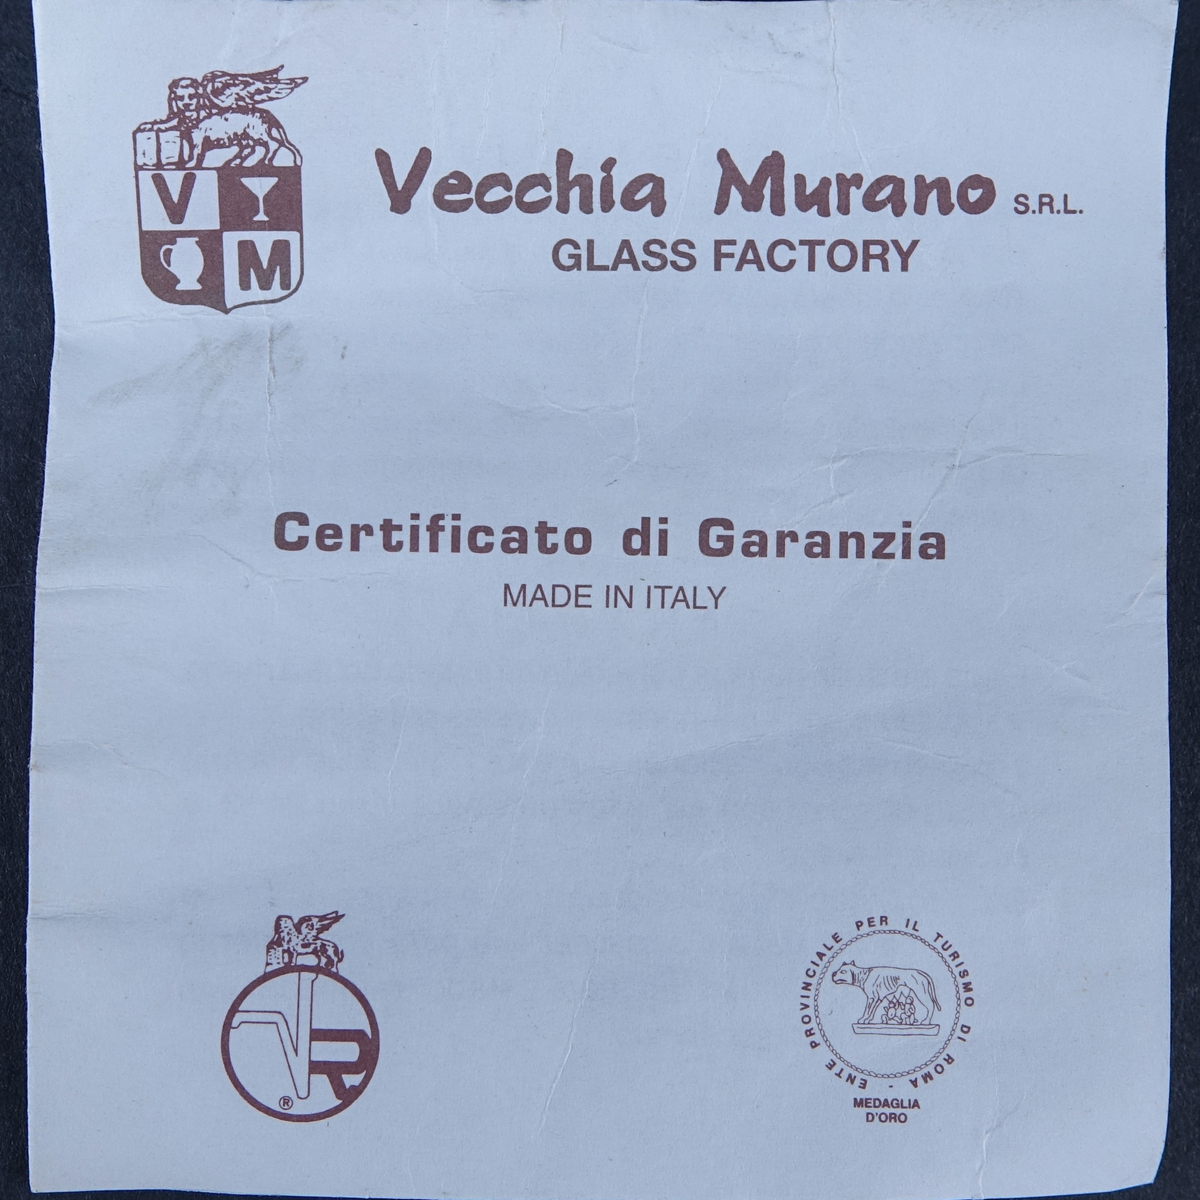 V
M
Vecchia Murano S.R.L.
GLASS FACTORY
Certificato di Garanzia
MADE IN ITALY
VR
®
ENTE PROVINCIALE PER IL TURISMO DI ROMA -
MEDAGLIA
D'ORO